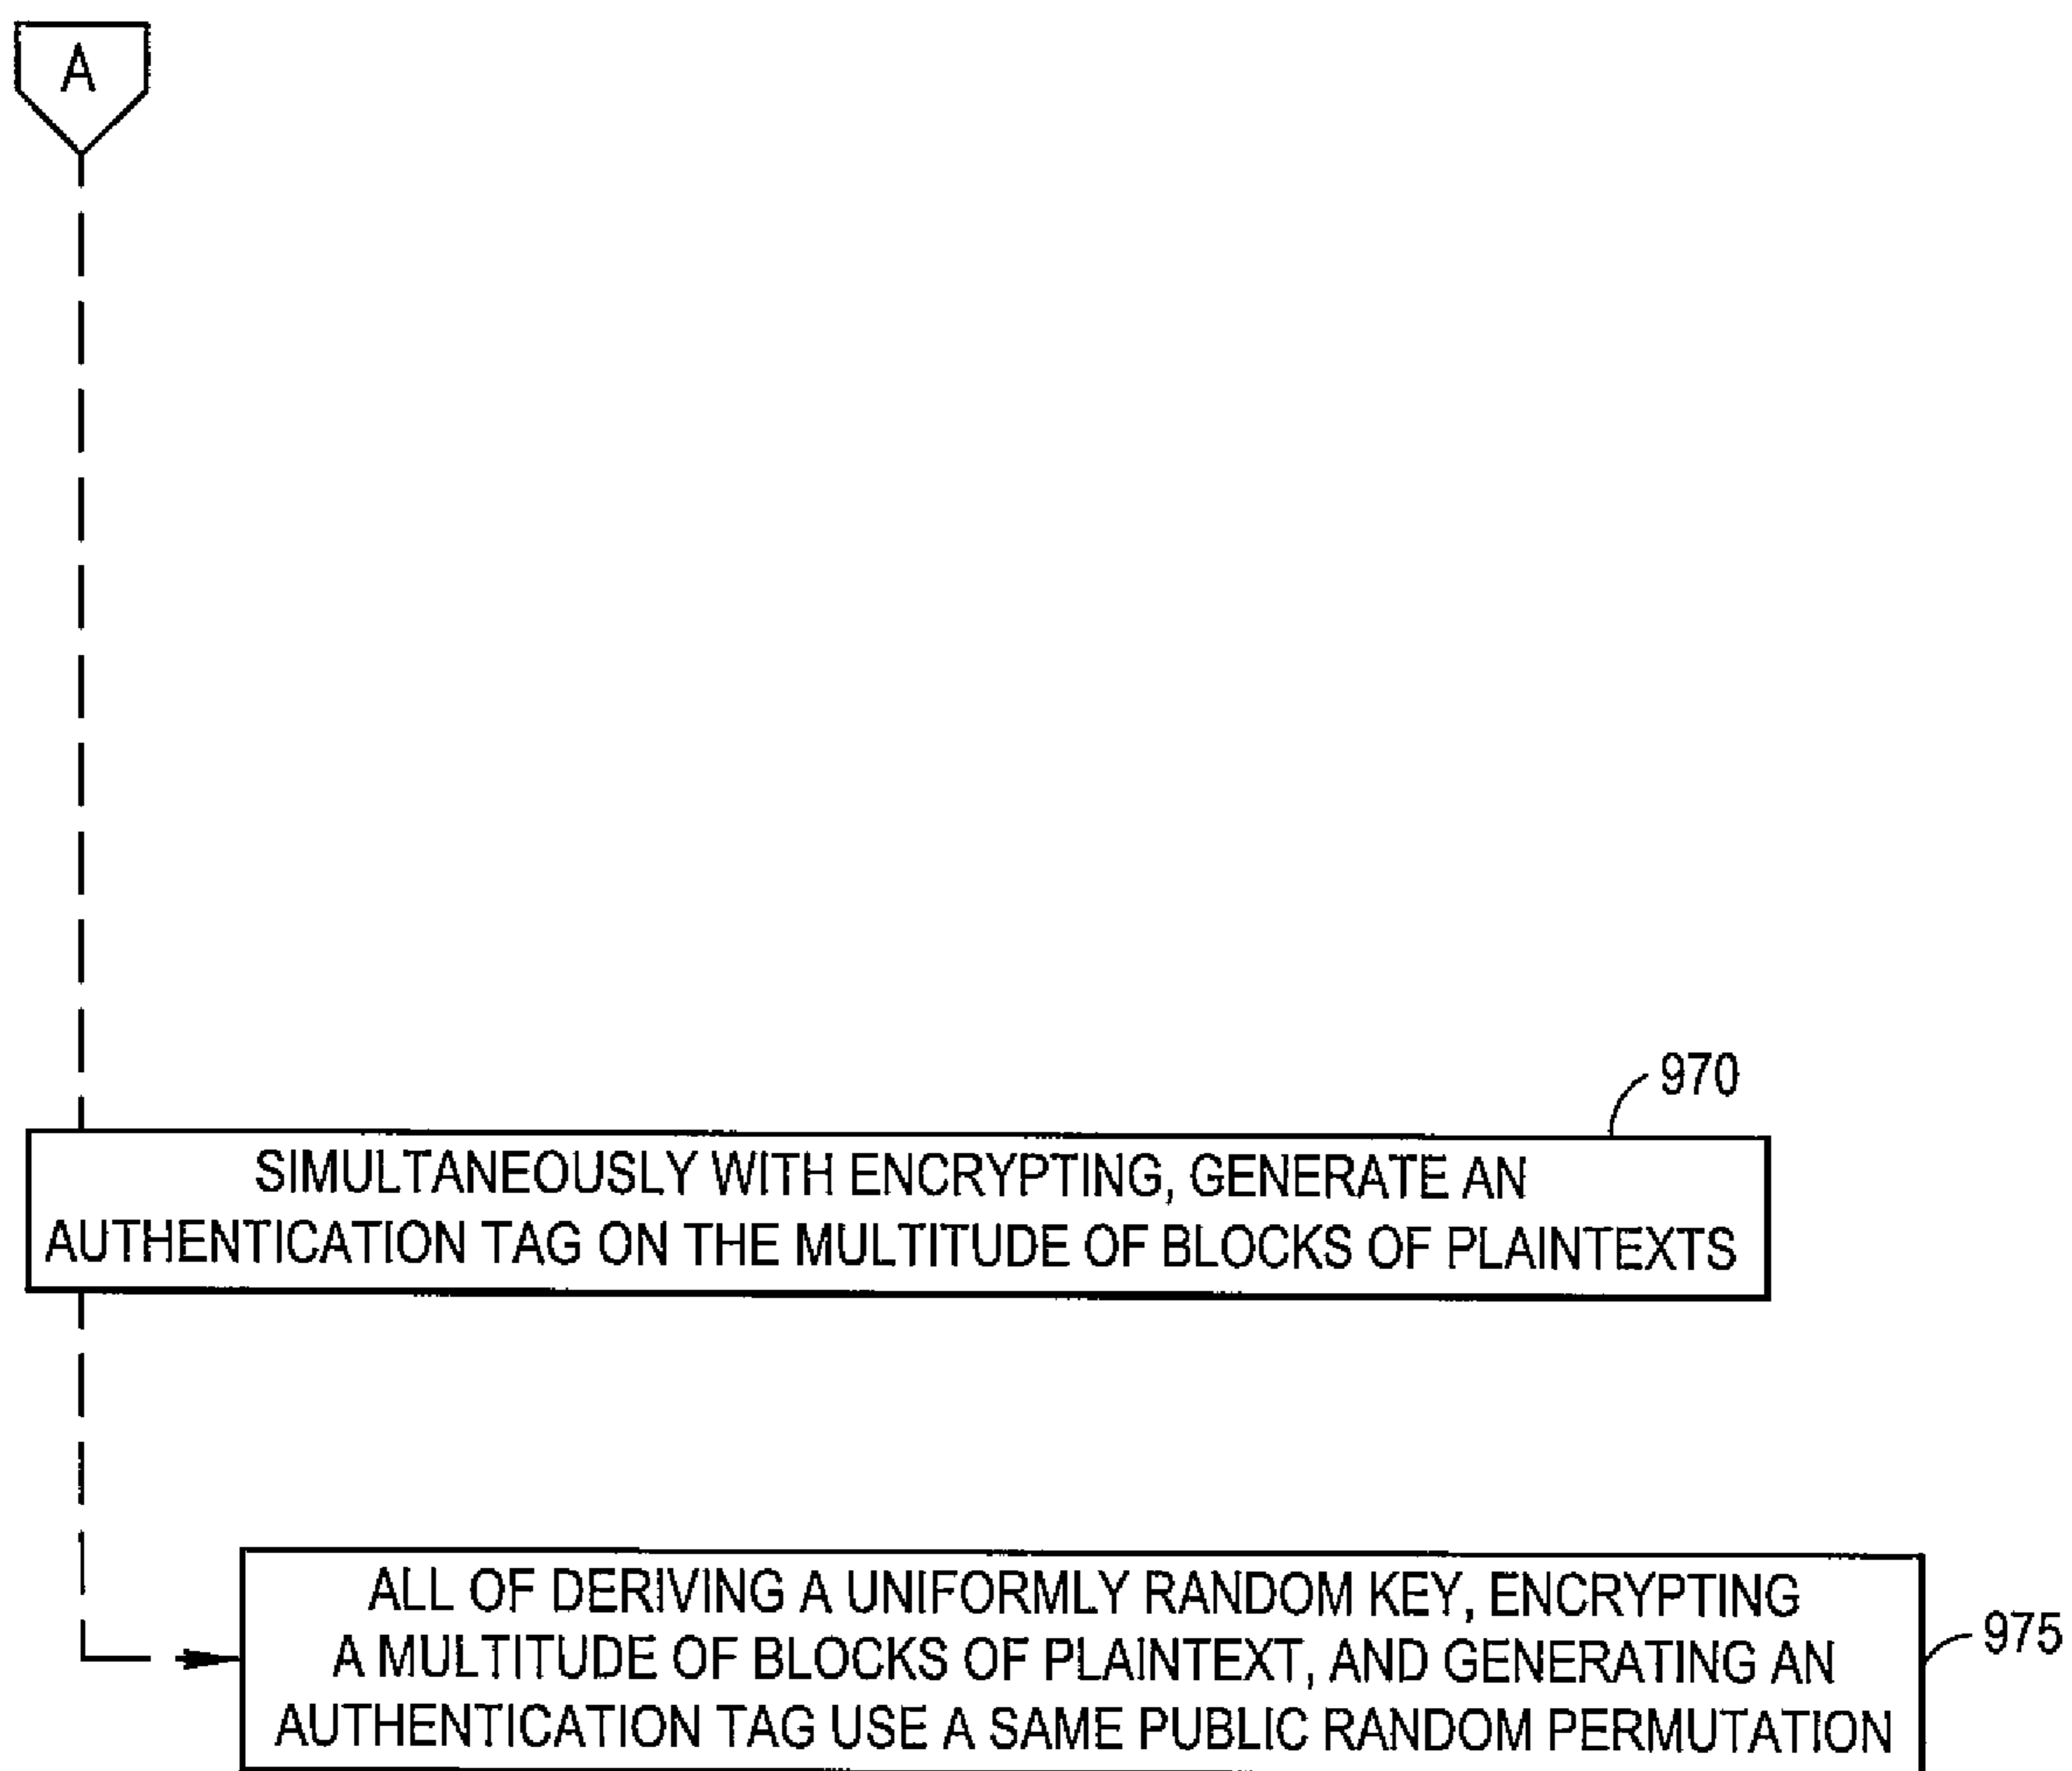 A
970
SIMULTANEOUSLY WITH ENCRYPTING, GENERATE AN
AUTHENTICATION TAG ON THE MULTITUDE OF BLOCKS OF PLAINTEXTS
ALL OF DERIVING A UNIFORMLY RANDOM KEY, ENCRYPTING
A MULTITUDE OF BLOCKS OF PLAINTEXT, AND GENERATING AN
AUTHENTICATION TAG USE A SAME PUBLIC RANDOM PERMUTATION
975